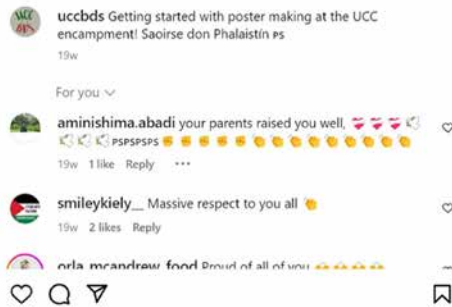 uccbds Getting started with poster making at the UCC
encampment! Saoirse don Phalaistín PS
19w
For you
aminishima.abadi your parents raised you well, 💝💝💝🕊️
🕊️🕊️🕊️PSPSPSPS✊✊✊✊✊👏👏👏👏👏👏👏👏👏
19w 1 like Reply •••
smileykiely__ Massive respect to you all 👏
19w 2 likes Reply
orla_mcandrew_food Proud of all of you